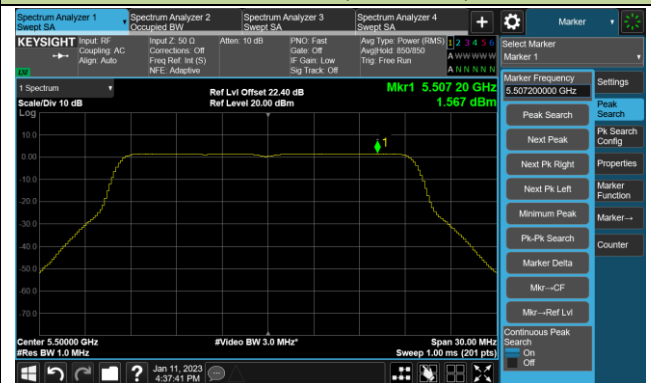 Spectrum Analyzer 1
Swept SA
Spectrum Analyzer 2
Occupied BW
Spectrum Analyzer 3
Swept SA
Spectrum Analyzer 4
Swept SA
+
Marker
KEYSIGHT
Input: RF
Coupling: AC
Align: Auto
Input Z: 50 Ω
Corrections: Off
Freq Ref: Int (S)
NFE: Adaptive
Atten: 10 dB
PNO: Fast
Gate: Off
IF Gain: Low
Sig Track: Off
Avg Type: Power (RMS)
Avg|Hold: 850/850
Trig: Free Run
1 2 3 4 5 6
A W W W W W
A N N N N N
LXI
Select Marker
Marker 1
1 Spectrum
Scale/Div 10 dB
Log
Ref Lvl Offset 22.40 dB
Ref Level 20.00 dBm
Mkr1 5.507 20 GHz
1.567 dBm
1
10.0
0.00
-10.0
-20.0
-30.0
-40.0
-50.0
-60.0
-70.0
Center 5.50000 GHz
#Res BW 1.0 MHz
#Video BW 3.0 MHz*
Span 30.00 MHz
Sweep 1.00 ms (201 pts)
Marker Frequency
5.507200000 GHz
Peak Search
Next Peak
Next Pk Right
Next Pk Left
Minimum Peak
Pk-Pk Search
Marker Delta
Mkr→CF
Mkr→Ref Lvl
Continuous Peak
Search
On
Off
Settings
Peak
Search
Pk Search
Config
Properties
Marker
Function
Marker→
Counter
?
Jan 11, 2023
4:37:41 PM